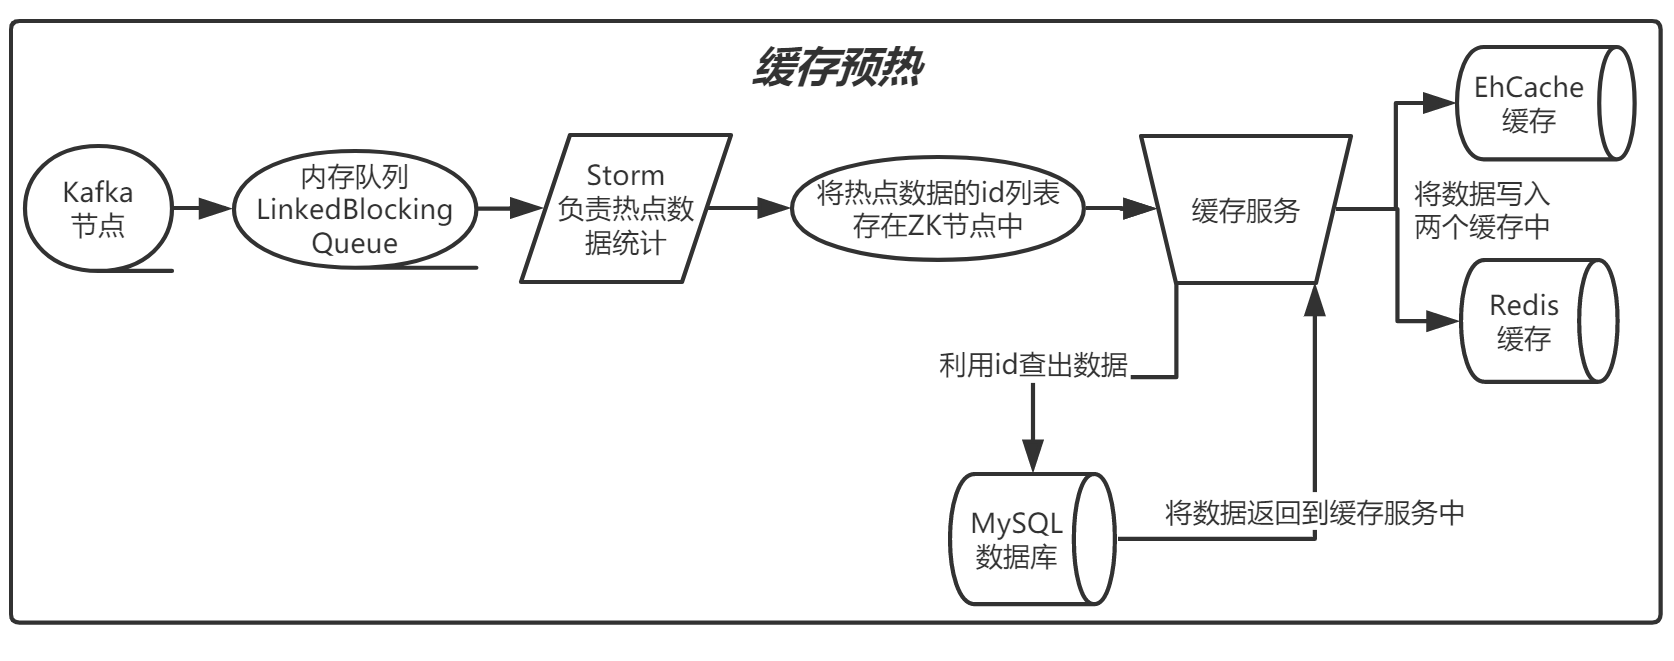 缓存预热
Kafka
节点
内存队列
LinkedBlocking
Queue
Storm
负责热点数
据统计
将热点数据的id列表
存在ZK节点中
缓存服务
EhCache
缓存
将数据写入
两个缓存中
Redis
缓存
利用id查出数据
MySQL
数据库
将数据返回到缓存服务中